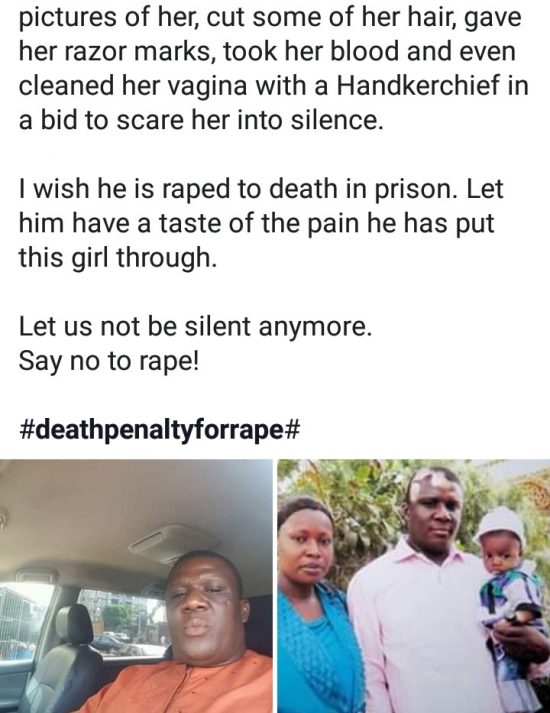 pictures of her, cut some of her hair, gave
her razor marks, took her blood and even
cleaned her vagina with a Handkerchief in
a bid to scare her into silence.
I wish he is raped to death in prison. Let
him have a taste of the pain he has put
this girl through.
Let us not be silent anymore.
Say no to rape!
#deathpenaltyforrape#